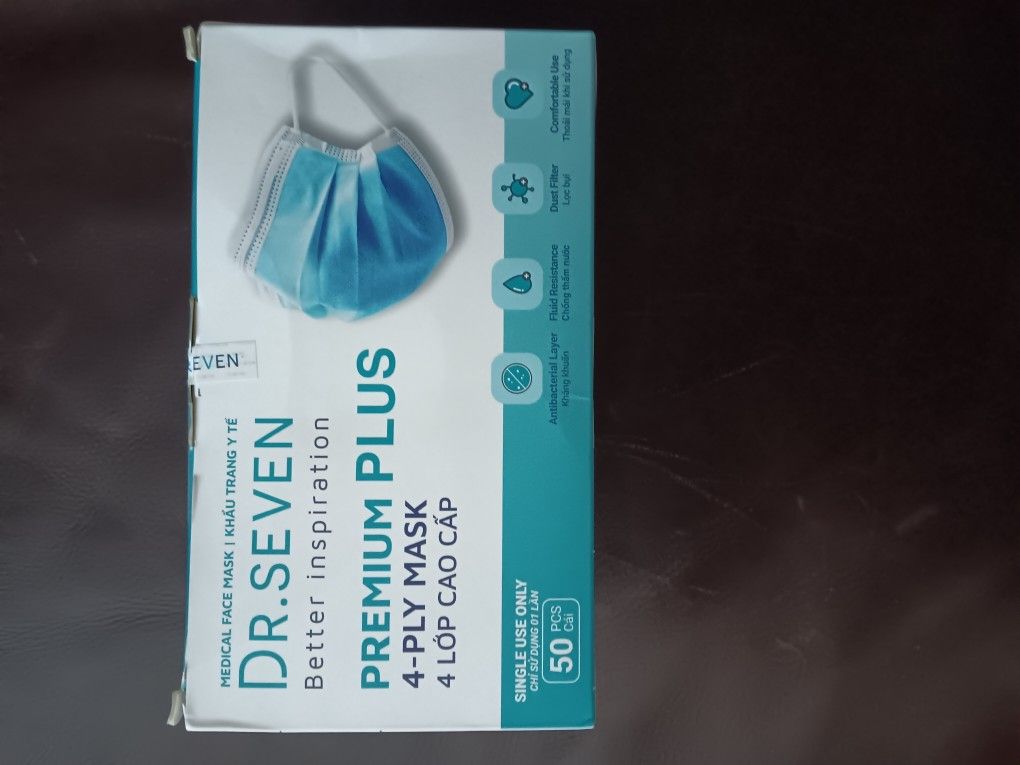 MEDICAL FACE MASK | KHẨU TRANG Y TẾ
DR.SEVEN
Better inspiration
PREMIUM PLUS
4-PLY MASK
4 LỚP CAO CẤP
SEVEN
SINGLE USE ONLY
CHỈ SỬ DỤNG 01 LẦN
50 PCS
Cái
Antibacterial Layer
Kháng khuẩn
Fluid Resistance
Chống thấm nước
Dust Filter
Lọc bụi
Comfortable Use
Thoải mái khi sử dụng